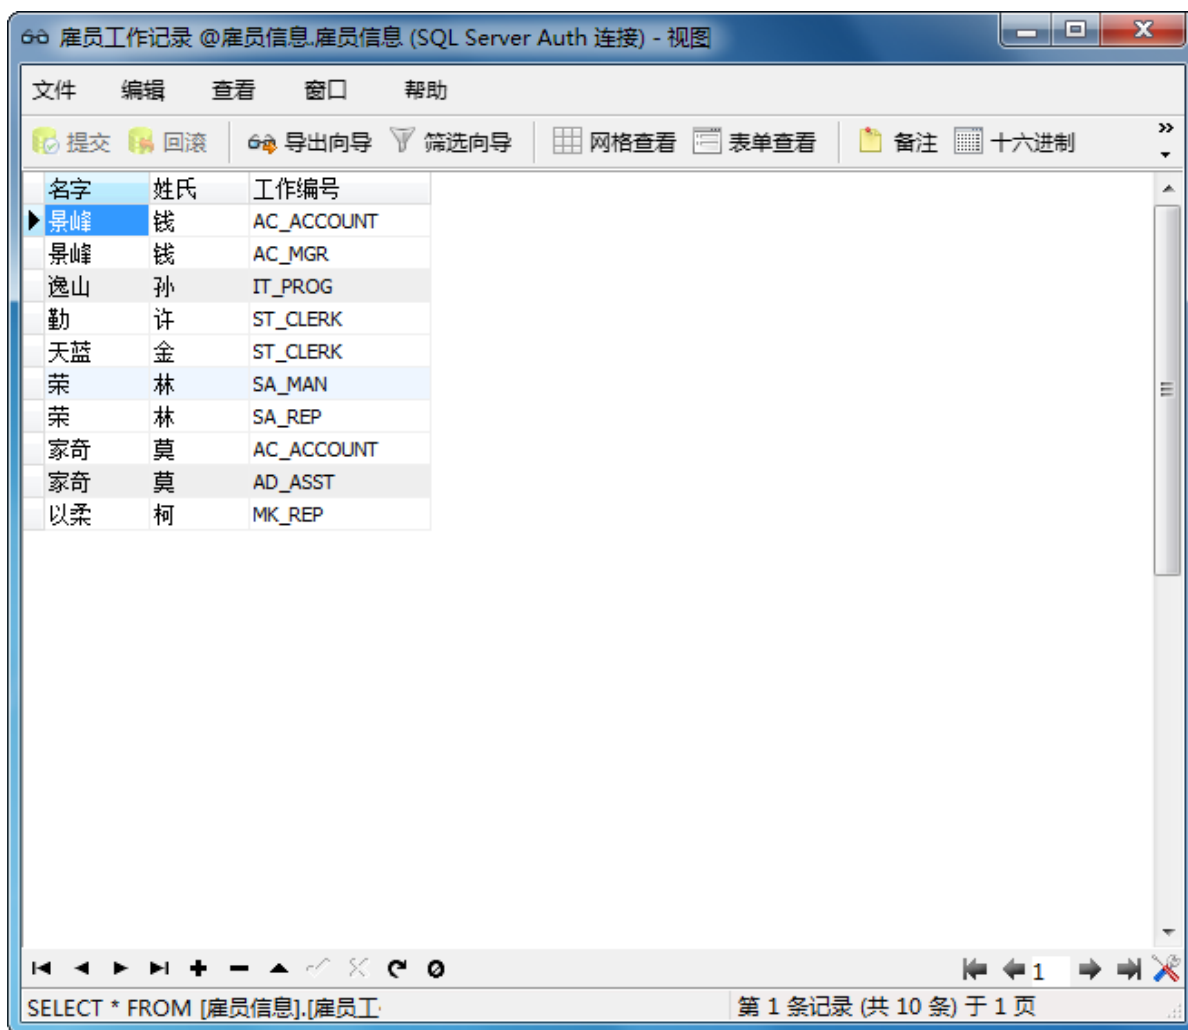 雇员工作记录 @雇员信息.雇员信息 (SQL Server Auth 连接) - 视图
文件 编辑 查看 窗口 帮助
提交 回滚 导出向导 筛选向导 网格查看 表单查看 备注 十六进制
名字 姓氏 工作编号
景峰 钱 AC_ACCOUNT
景峰 钱 AC_MGR
逸山 孙 IT_PROG
勤 许 ST_CLERK
天蓝 金 ST_CLERK
荣 林 SA_MAN
荣 林 SA_REP
家奇 莫 AC_ACCOUNT
家奇 莫 AD_ASST
以柔 柯 MK_REP
1
SELECT * FROM [雇员信息].[雇员工 第 1 条记录 (共 10 条) 于 1 页